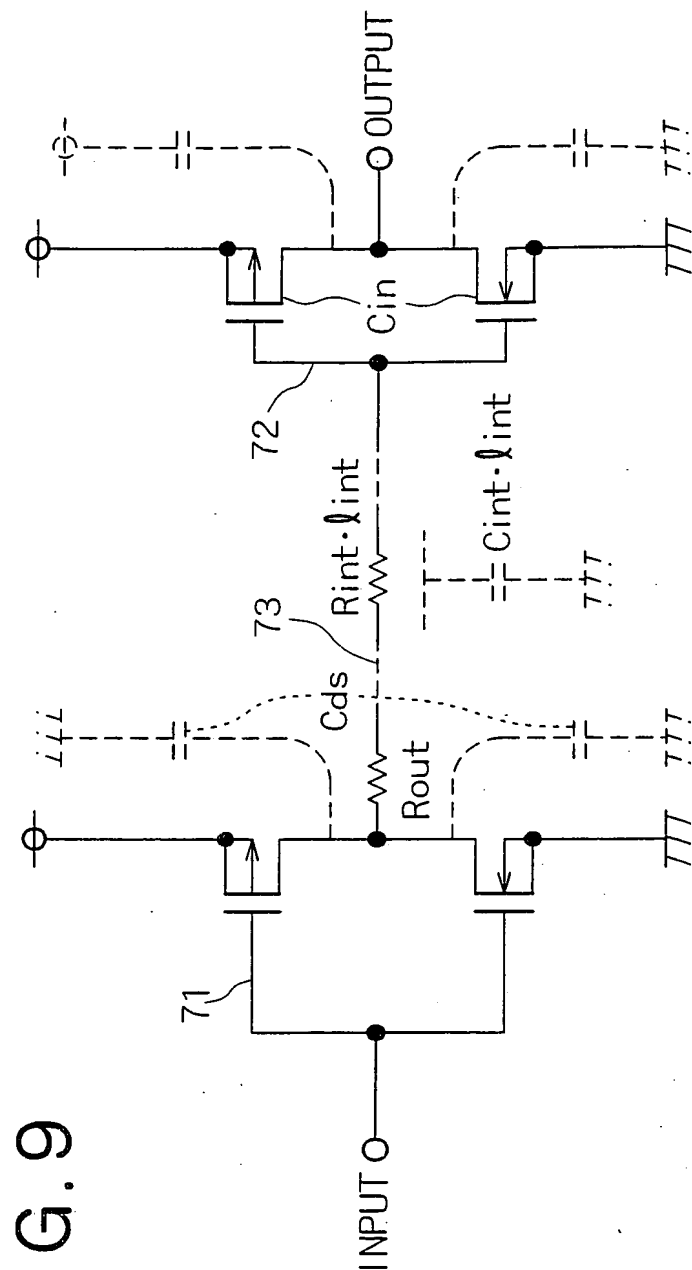 G. 9
INPUT
71
Rout
Cds
73
Rint·ℓint
Cint·ℓint
72
Cin
OUTPUT